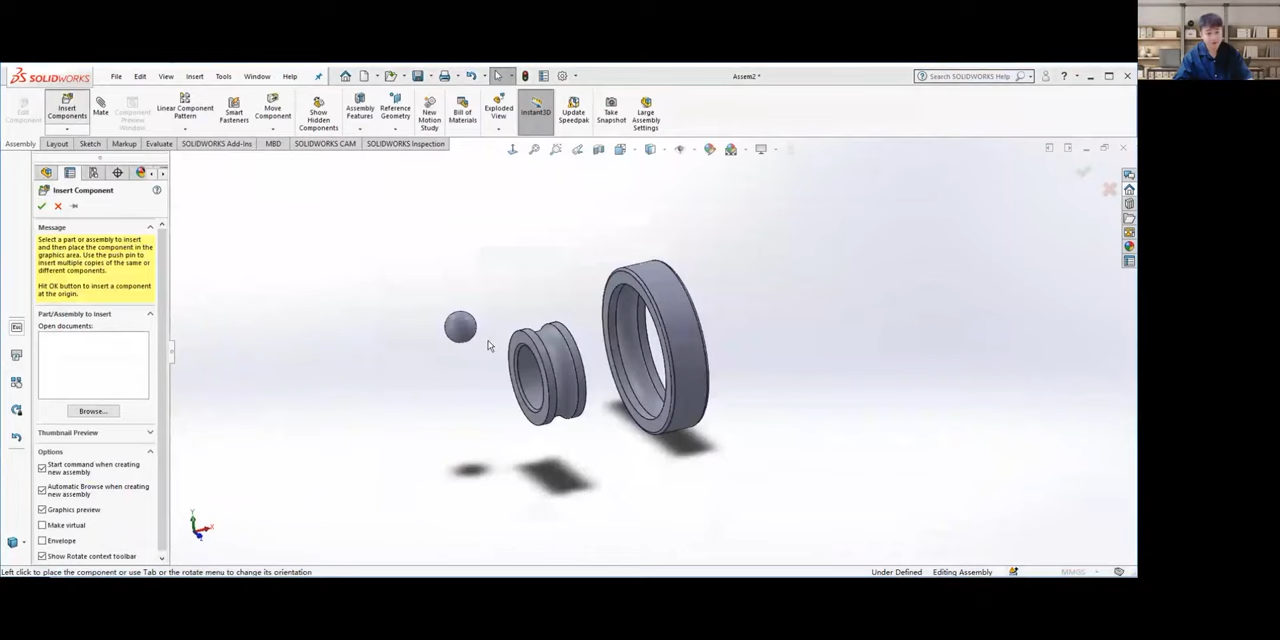 SOLIDWORKS
File Edit View Insert Tools Window Help
Assem2 *
Search SOLIDWORKS Help
Edit Component
Insert Components
Mate
Component Preview Window
Linear Component Pattern
Smart Fasteners
Move Component
Show Hidden Components
Assembly Features
Reference Geometry
New Motion Study
Bill of Materials
Exploded View
Instant3D
Update Speedpak
Take Snapshot
Large Assembly Settings
Assembly Layout Sketch Markup Evaluate SOLIDWORKS Add-Ins MBD SOLIDWORKS CAM SOLIDWORKS Inspection
Insert Component
Message
Select a part or assembly to insert
and then place the component in the
graphics area. Use the push pin to
insert multiple copies of the same or
different components.
Hit OK button to insert a component
at the origin.
Part/Assembly to Insert
Open documents:
Browse...
Thumbnail Preview
Options
Start command when creating
new assembly
Automatic Browse when creating
new assembly
Graphics preview
Make virtual
Envelope
Show Rotate context toolbar
Y
X
Left click to place the component or use Tab or the rotate menu to change its orientation
Under Defined
Editing Assembly
MMGS